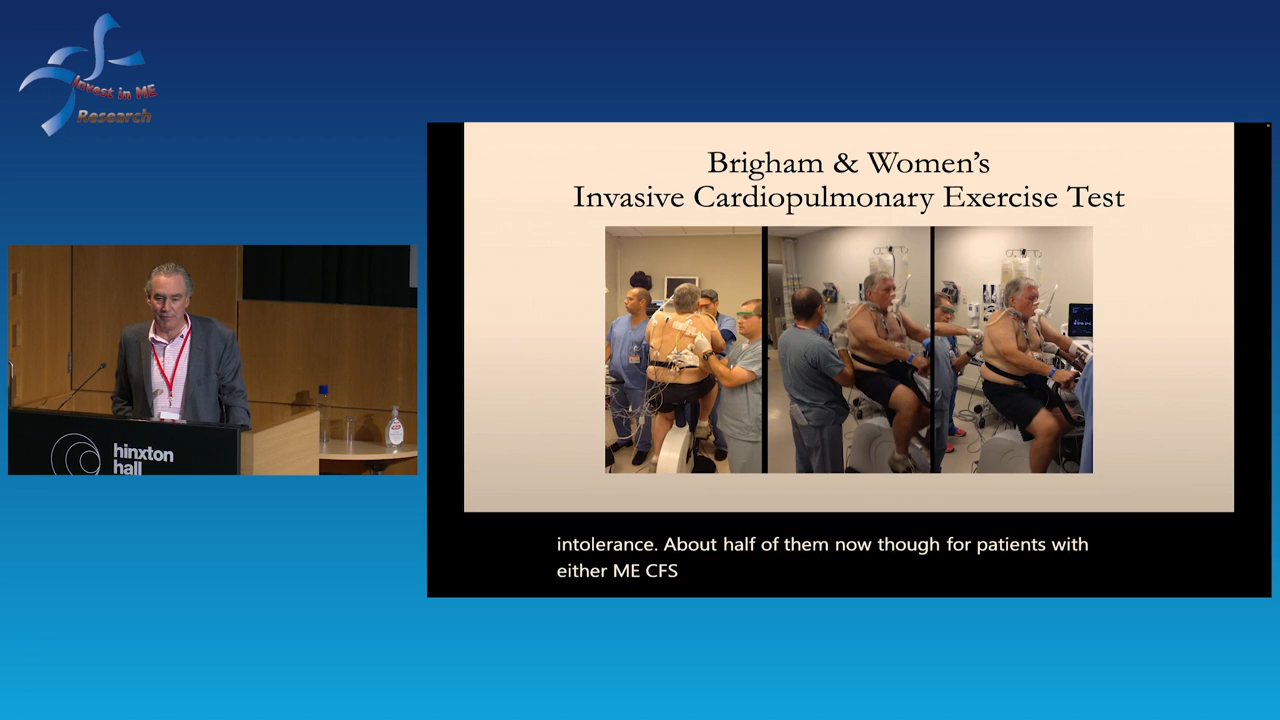 Invest in ME
Research
Brigham & Women's
Invasive Cardiopulmonary Exercise Test
hinxton
hall
intolerance. About half of them now though for patients with
either ME CFS